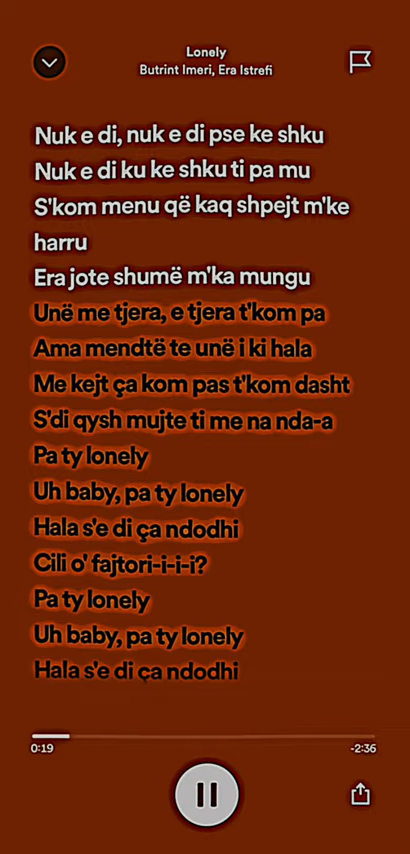 Lonely
Butrint Imeri, Era Istrefi
Nuk e di, nuk e di pse ke shku
Nuk e di ku ke shku ti pa mu
S'kom menu që kaq shpejt m'ke
harru
Era jote shumë m'ka mungu
Unë me tjera, e tjera t'kom pa
Ama mendtë te unë i ki hala
Me kejt ça kom pas t'kom dasht
S'di qysh mujte ti me na nda-a
Pa ty lonely
Uh baby, pa ty lonely
Hala s'e di ça ndodhi
Cili o' fajtori-i-i-i?
Pa ty lonely
Uh baby, pa ty lonely
Hala s'e di ça ndodhi
0:19
-2:36